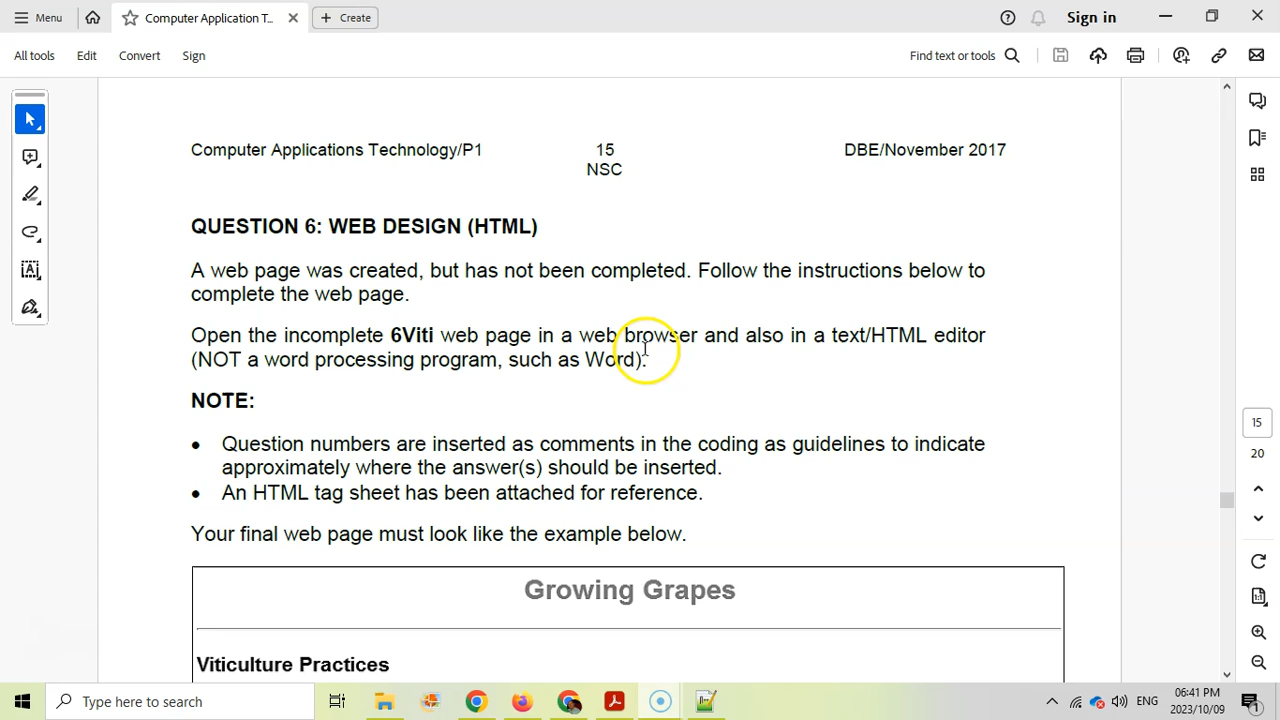 Menu
Computer Application T...
Create
Sign in
All tools
Edit
Convert
Sign
Find text or tools
Computer Applications Technology/P1 15 DBE/November 2017
NSC
QUESTION 6: WEB DESIGN (HTML)
A web page was created, but has not been completed. Follow the instructions below to
complete the web page.
Open the incomplete 6Viti web page in a web browser and also in a text/HTML editor
(NOT a word processing program, such as Word).
NOTE:
• Question numbers are inserted as comments in the coding as guidelines to indicate
approximately where the answer(s) should be inserted.
• An HTML tag sheet has been attached for reference.
Your final web page must look like the example below.
Growing Grapes
Viticulture Practices
15
20
1:1
Type here to search
ENG
06:41 PM
2023/10/09
1